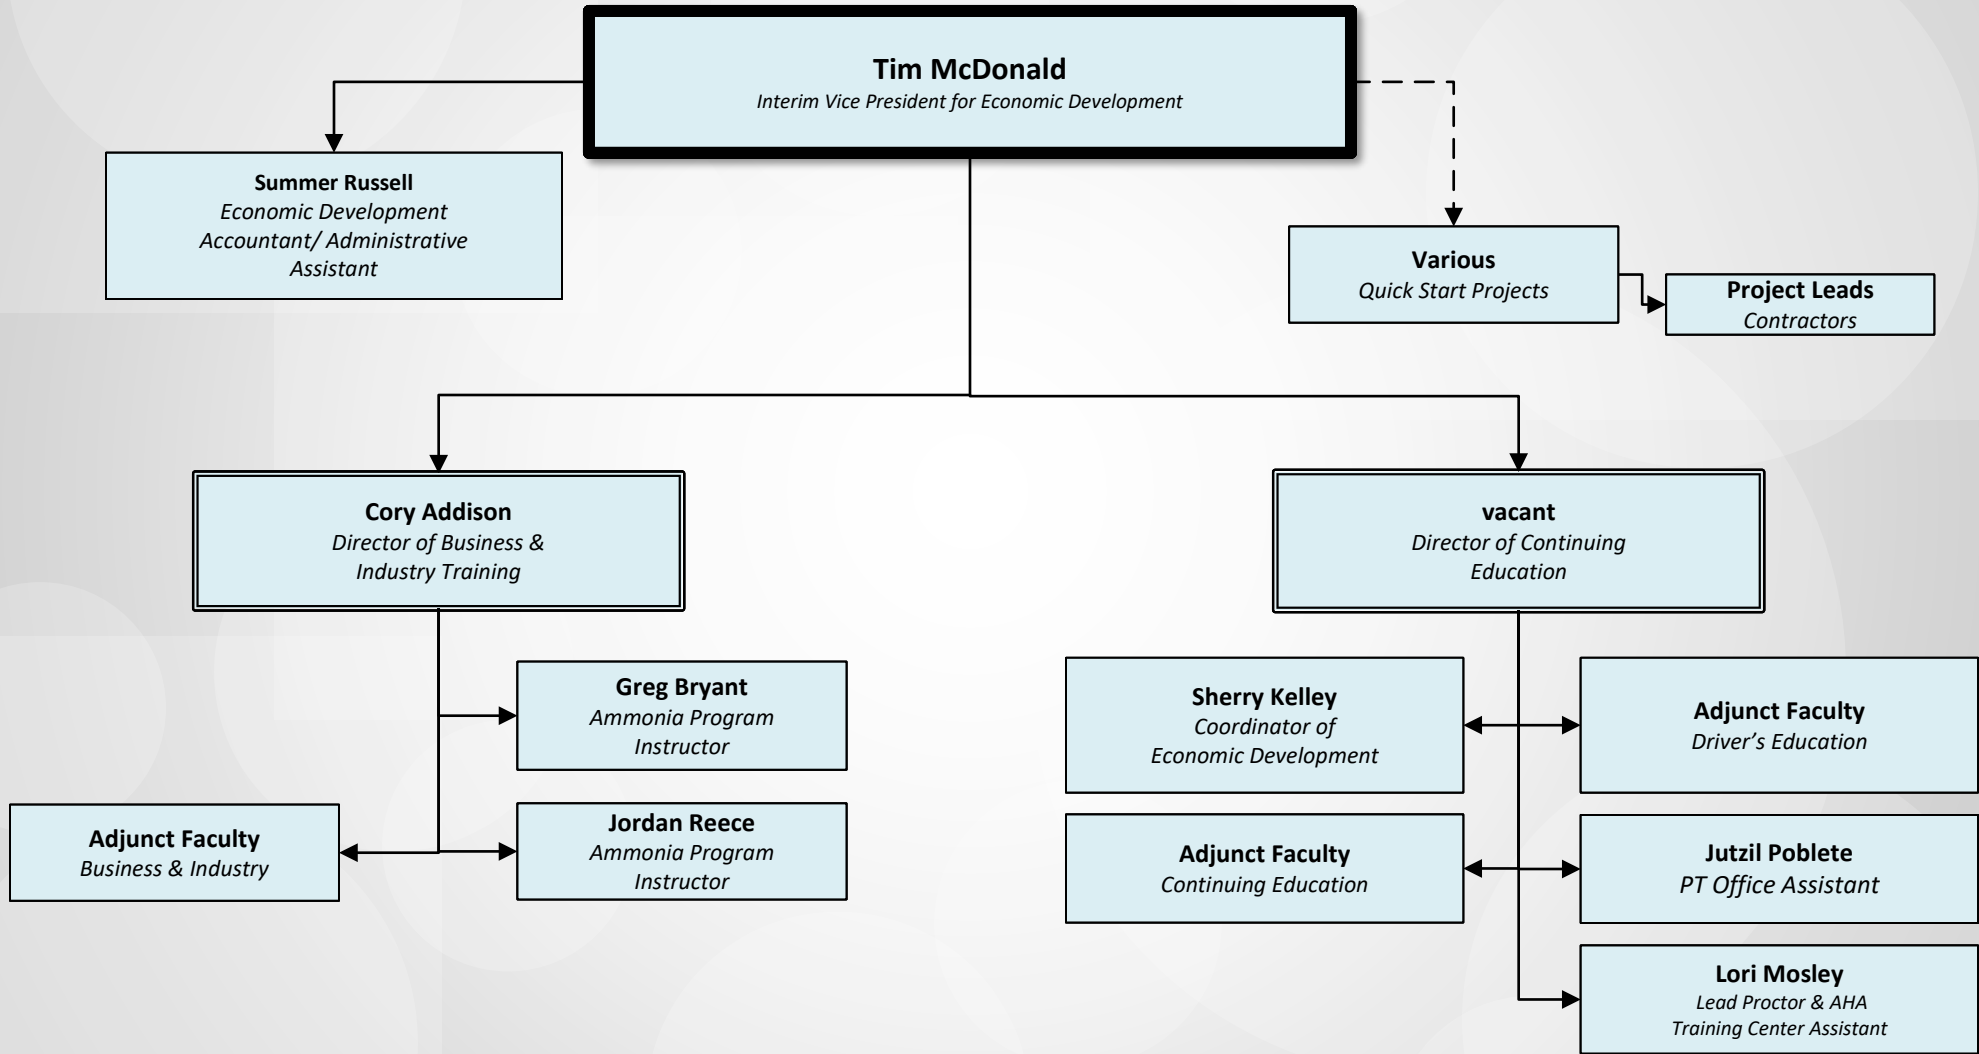 Tim McDonald
Interim Vice President for Economic Development
Summer Russell
Economic Development
Accountant/ Administrative
Assistant
Various
Quick Start Projects
Project Leads
Contractors
Cory Addison
Director of Business &
Industry Training
vacant
Director of Continuing
Education
Greg Bryant
Ammonia Program
Instructor
Adjunct Faculty
Business & Industry
Jordan Reece
Ammonia Program
Instructor
Sherry Kelley
Coordinator of
Economic Development
Adjunct Faculty
Driver’s Education
Adjunct Faculty
Continuing Education
Jutzil Poblete
PT Office Assistant
Lori Mosley
Lead Proctor & AHA
Training Center Assistant